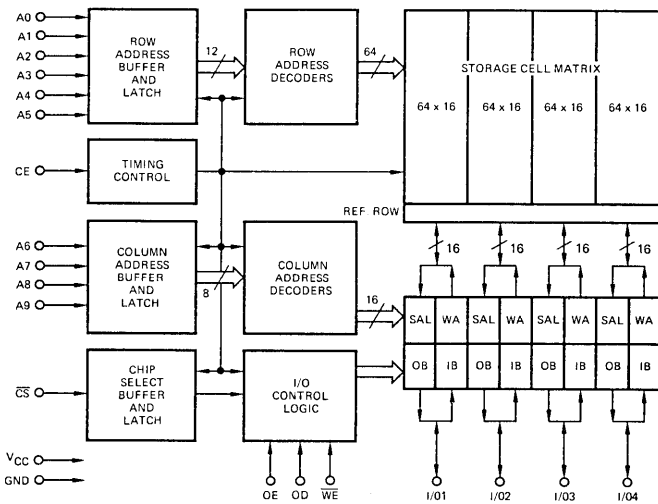 A0
A1
A2
A3
A4
A5
ROW
ADDRESS
BUFFER
AND
LATCH
12
ROW
ADDRESS
DECODERS
64
STORAGE CELL MATRIX
64 x 16
64 x 16
64 x 16
64 x 16
CE
TIMING
CONTROL
REF. ROW
16
16
16
16
A6
A7
A8
A9
COLUMN
ADDRESS
BUFFER
AND
LATCH
8
COLUMN
ADDRESS
DECODERS
16
SAL WA SAL WA SAL WA SAL WA
OB IB OB IB OB IB OB IB
CS
CHIP
SELECT
BUFFER
AND
LATCH
I/O
CONTROL
LOGIC
VCC
GND
OE OD WE
I/01 I/02 I/03 I/04